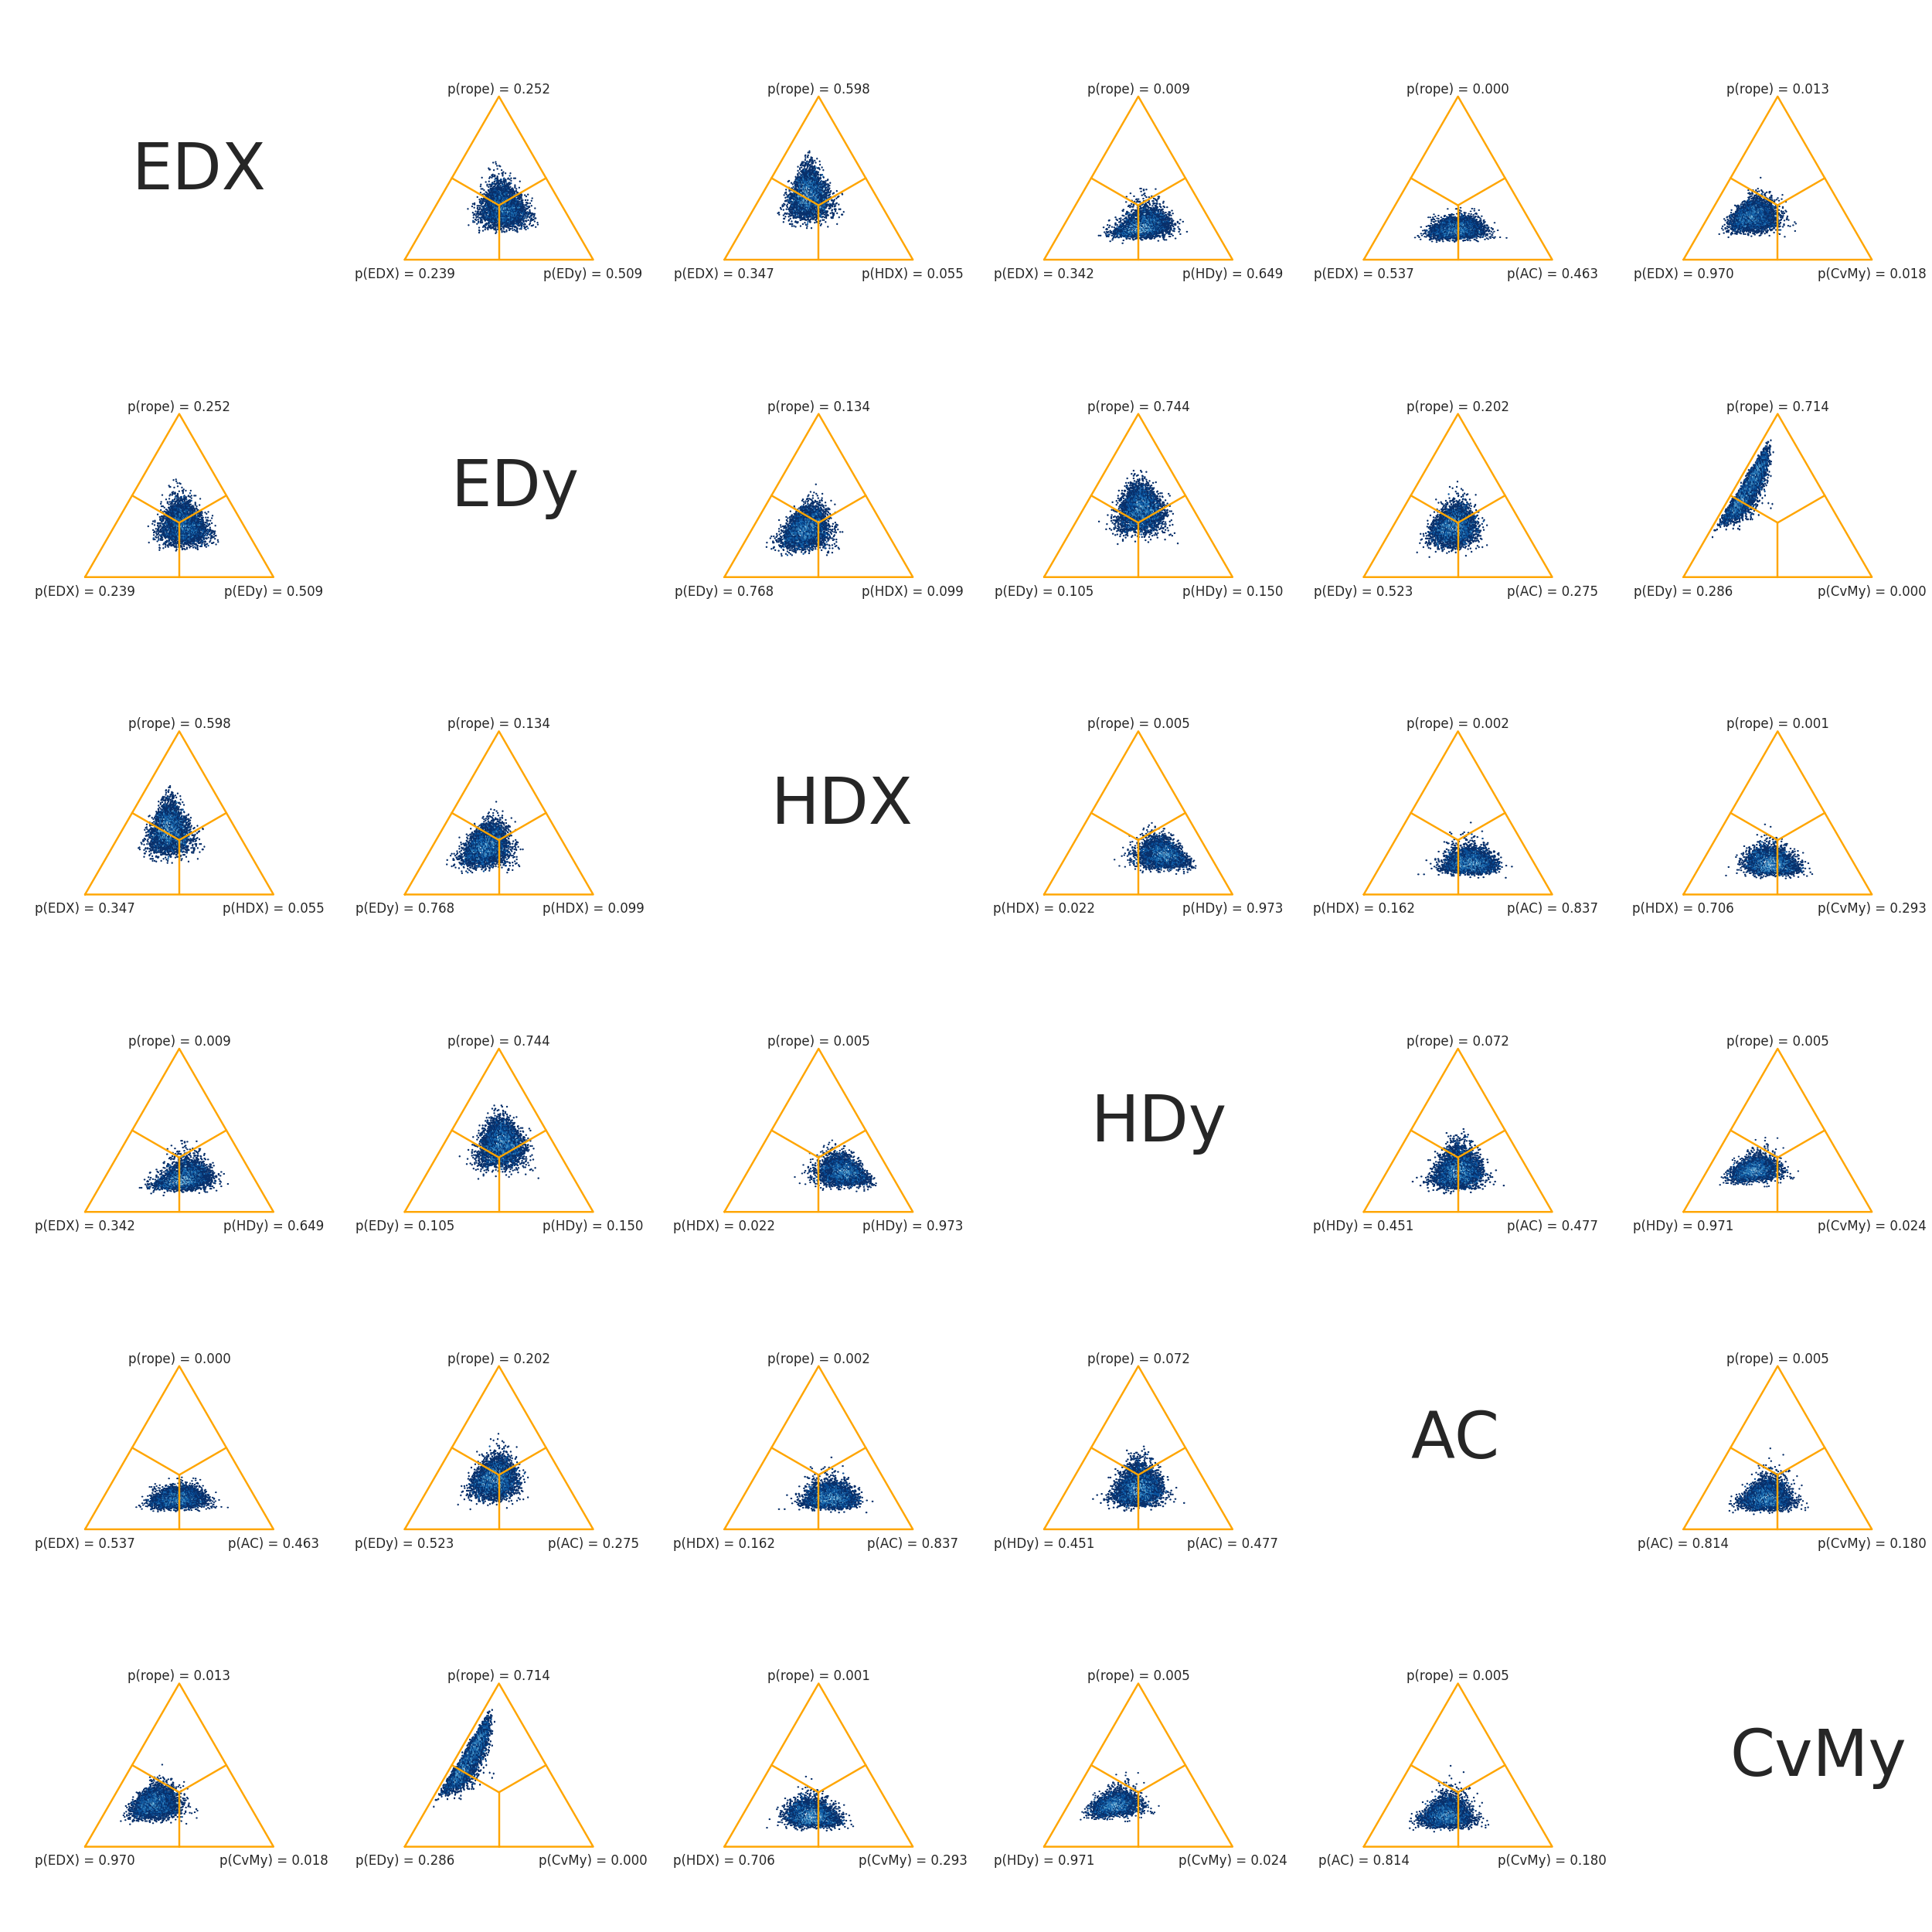 p(rope) = 0.252 p(rope) = 0.598 p(rope) = 0.009 p(rope) = 0.000 p(rope) = 0.013
EDX
p(EDX) = 0.239 p(EDy) = 0.509 p(EDX) = 0.347 p(HDX) = 0.055 p(EDX) = 0.342 p(HDy) = 0.649 p(EDX) = 0.537 p(AC) = 0.463 p(EDX) = 0.970 p(CvMy) = 0.018
p(rope) = 0.252 p(rope) = 0.134 p(rope) = 0.744 p(rope) = 0.202 p(rope) = 0.714
EDy
p(EDX) = 0.239 p(EDy) = 0.509 p(EDy) = 0.768 p(HDX) = 0.099 p(EDy) = 0.105 p(HDy) = 0.150 p(EDy) = 0.523 p(AC) = 0.275 p(EDy) = 0.286 p(CvMy) = 0.000
p(rope) = 0.598 p(rope) = 0.134 p(rope) = 0.005 p(rope) = 0.002 p(rope) = 0.001
HDX
p(EDX) = 0.347 p(HDX) = 0.055 p(EDy) = 0.768 p(HDX) = 0.099 p(HDX) = 0.022 p(HDy) = 0.973 p(HDX) = 0.162 p(AC) = 0.837 p(HDX) = 0.706 p(CvMy) = 0.293
p(rope) = 0.009 p(rope) = 0.744 p(rope) = 0.005 p(rope) = 0.072 p(rope) = 0.005
HDy
p(EDX) = 0.342 p(HDy) = 0.649 p(EDy) = 0.105 p(HDy) = 0.150 p(HDX) = 0.022 p(HDy) = 0.973 p(HDy) = 0.451 p(AC) = 0.477 p(HDy) = 0.971 p(CvMy) = 0.024
p(rope) = 0.000 p(rope) = 0.202 p(rope) = 0.002 p(rope) = 0.072 p(rope) = 0.005
AC
p(EDX) = 0.537 p(AC) = 0.463 p(EDy) = 0.523 p(AC) = 0.275 p(HDX) = 0.162 p(AC) = 0.837 p(HDy) = 0.451 p(AC) = 0.477 p(AC) = 0.814 p(CvMy) = 0.180
p(rope) = 0.013 p(rope) = 0.714 p(rope) = 0.001 p(rope) = 0.005 p(rope) = 0.005
CvMy
p(EDX) = 0.970 p(CvMy) = 0.018 p(EDy) = 0.286 p(CvMy) = 0.000 p(HDX) = 0.706 p(CvMy) = 0.293 p(HDy) = 0.971 p(CvMy) = 0.024 p(AC) = 0.814 p(CvMy) = 0.180